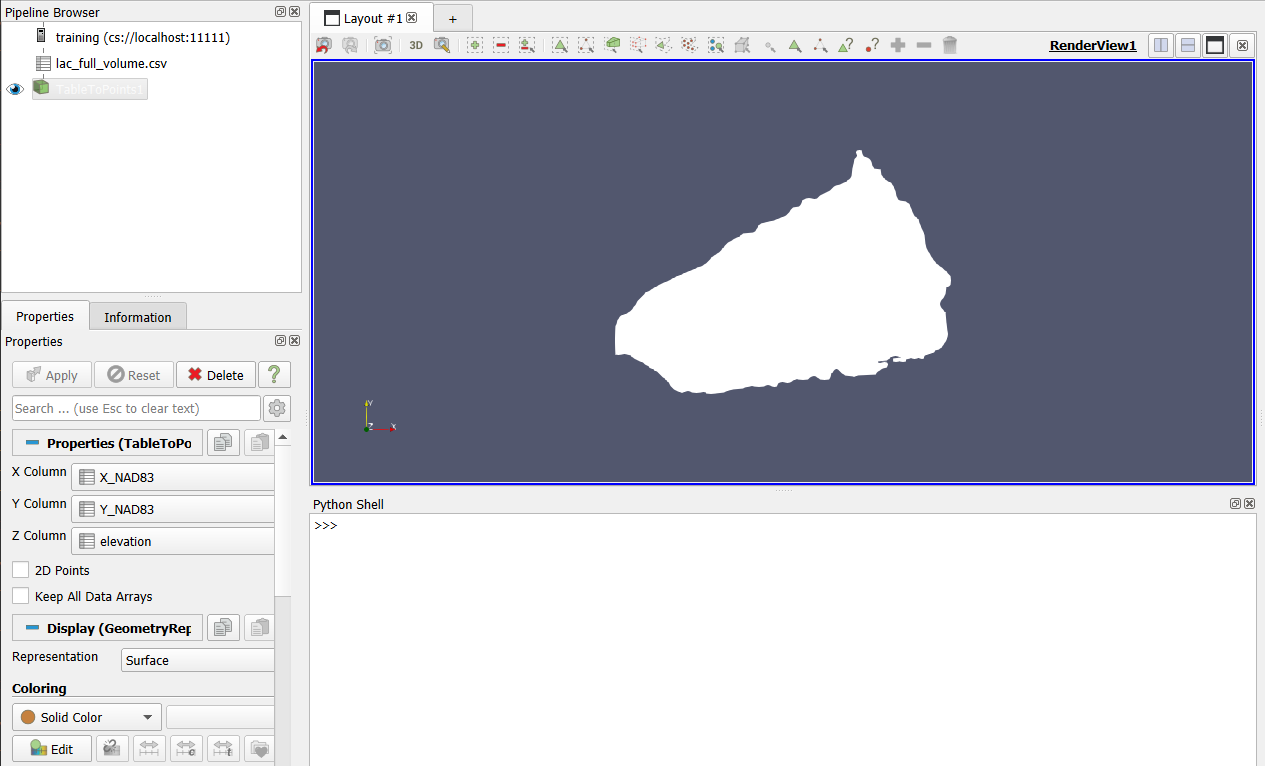 Pipeline Browser
training (cs://localhost:11111)
lac_full_volume.csv
TableToPoints1
Properties
Information
Properties
Apply
Reset
Delete
?
Search ... (use Esc to clear text)
Properties (TableToPo
X Column
X_NAD83
Y Column
Y_NAD83
Z Column
elevation
2D Points
Keep All Data Arrays
Display (GeometryRep
Representation
Surface
Coloring
Solid Color
Edit
Layout #1
+
3D
RenderView1
Y
Z
X
Python Shell
>>>